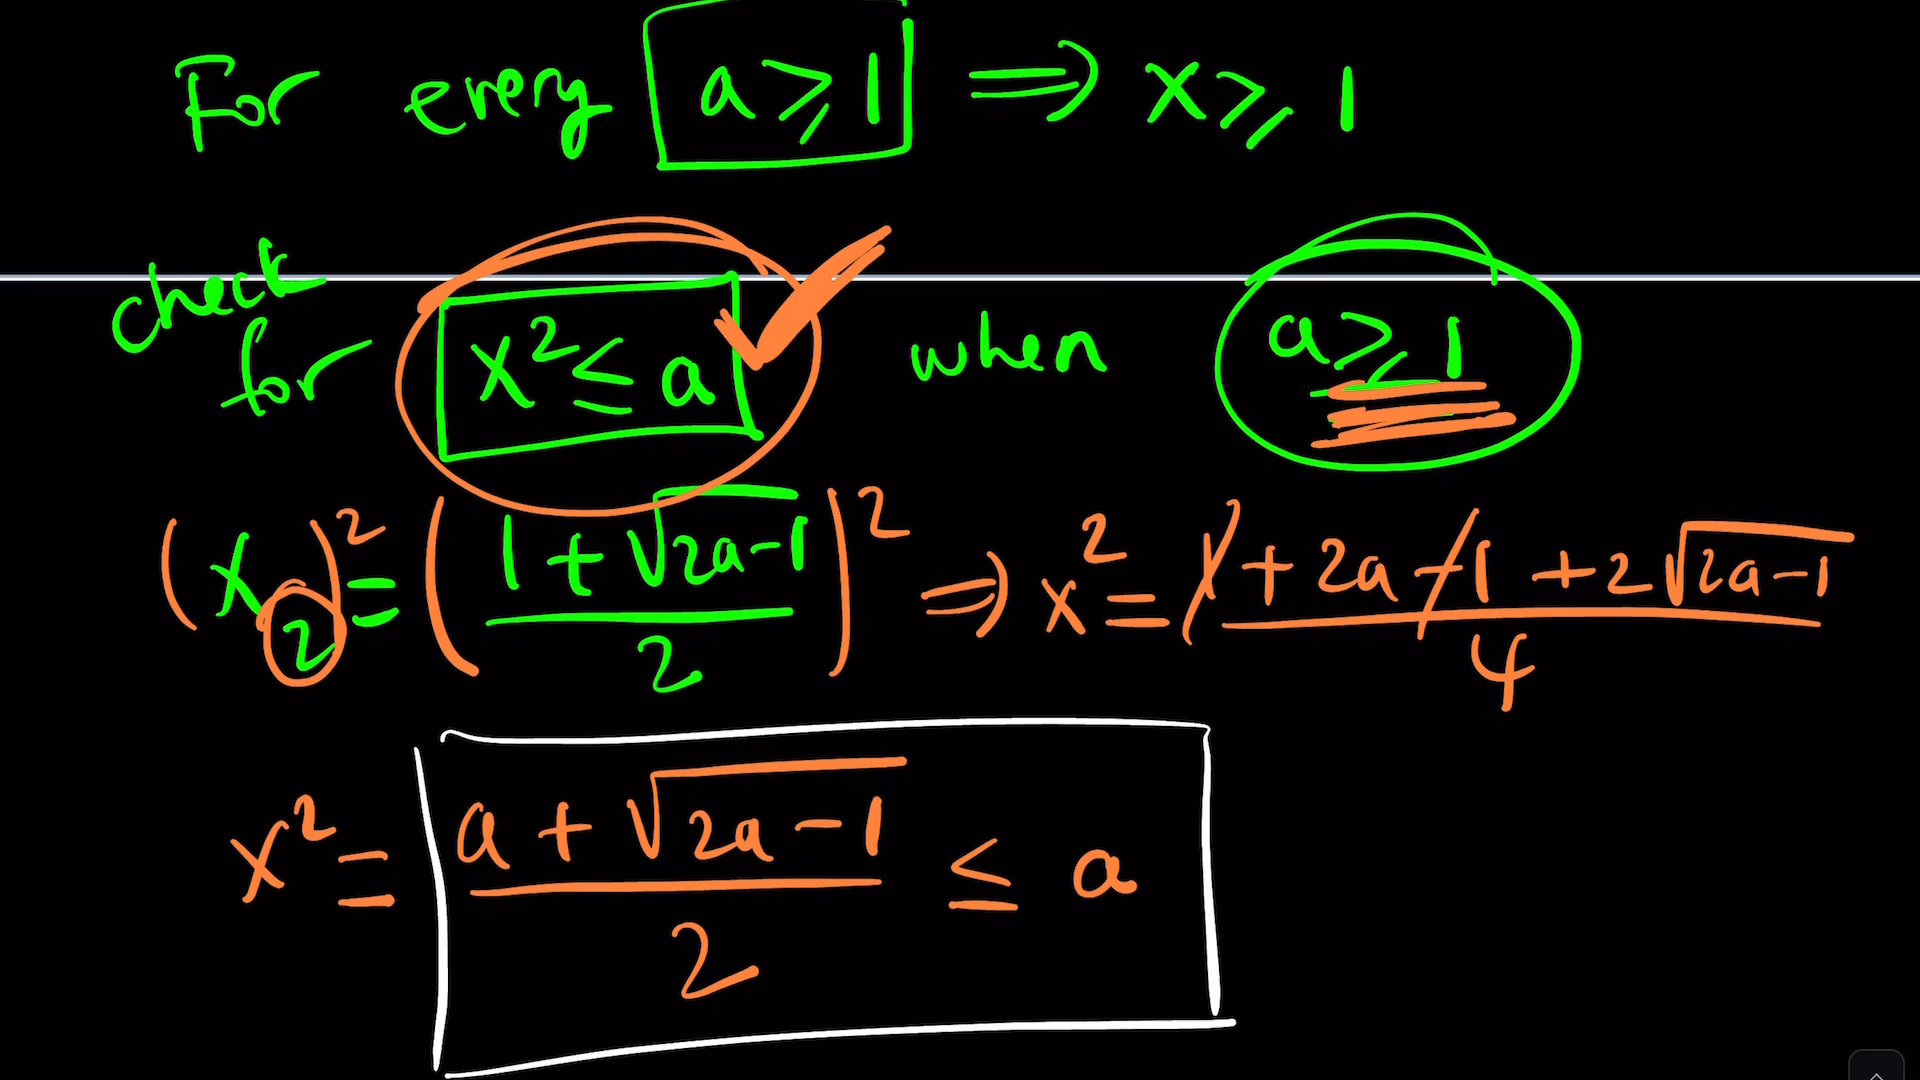 For every a ≥ 1 ⇒ x ≥ 1
check for x² ≤ a when a ≥ 1
(x₂)² = ((1 + √(2a-1))/2)² ⇒ x² = (1 + 2a - 1 + 2√(2a-1))/4
x² = (a + √(2a-1))/2 ≤ a